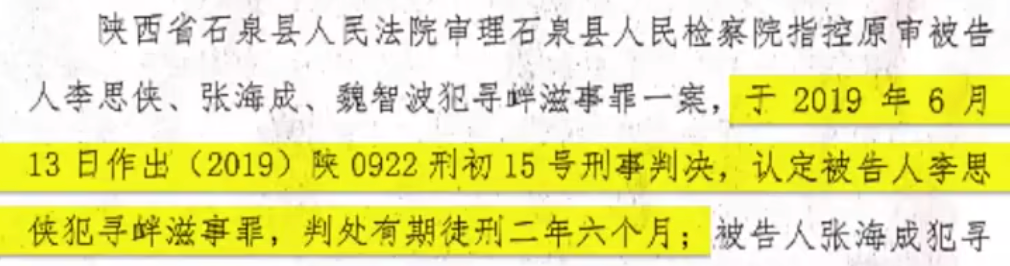 陕西省石泉县人民法院审理石泉县人民检察院指控原审被告
人李思侠、张海成、魏智波犯寻衅滋事罪一案，于 2019 年 6 月
13 日作出（2019）陕 0922 刑初 15 号刑事判决，认定被告人李思
侠犯寻衅滋事罪，判处有期徒刑二年六个月；被告人张海成犯寻